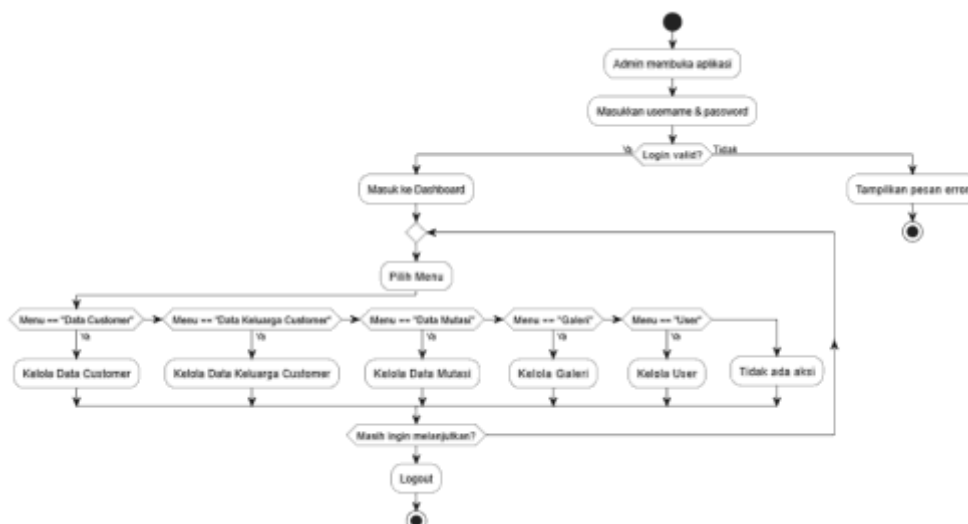 Admin membuka aplikasi
Masukkan username & password
Ya
Login valid?
Tidak
Masuk ke Dashboard
Tampilkan pesan error
Pilih Menu
Menu == "Data Customer"
Menu == "Data Keluarga Customer"
Menu == "Data Mutasi"
Menu == "Galeri"
Menu == "User"
Ya
Ya
Ya
Ya
Ya
Kelola Data Customer
Kelola Data Keluarga Customer
Kelola Data Mutasi
Kelola Galeri
Kelola User
Tidak ada aksi
Masih ingin melanjutkan?
Logout